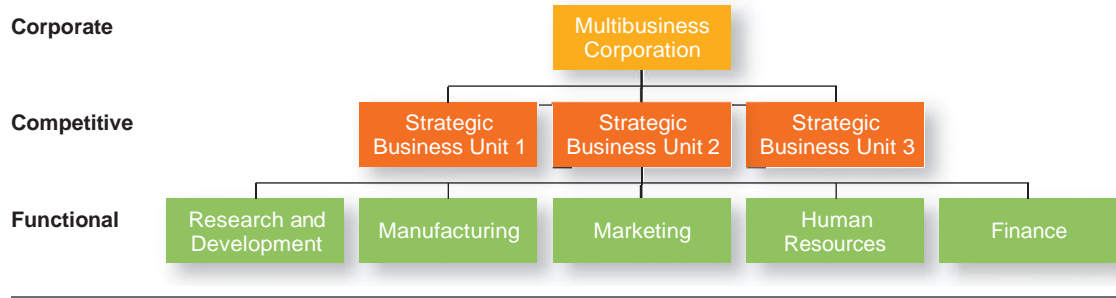 Corporate
Multibusiness
Corporation
Competitive
Strategic
Business Unit 1
Strategic
Business Unit 2
Strategic
Business Unit 3
Functional
Research and
Development
Manufacturing
Marketing
Human
Resources
Finance